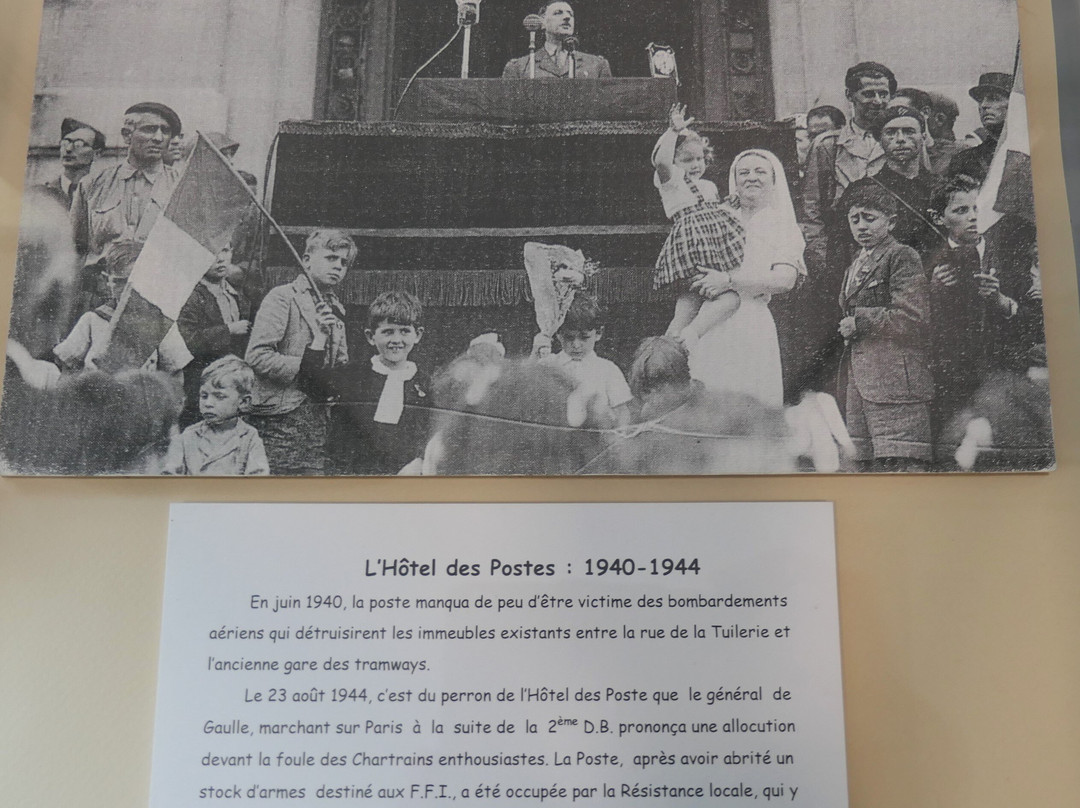 L'Hôtel des Postes : 1940-1944
En juin 1940, la poste manqua de peu d'être victime des bombardements
aériens qui détruisirent les immeubles existants entre la rue de la Tuilerie et
l'ancienne gare des tramways.
Le 23 août 1944, c'est du perron de l'Hôtel des Poste que le général de
Gaulle, marchant sur Paris à la suite de la 2ème D.B. prononça une allocution
devant la foule des Chartrains enthousiastes. La Poste, après avoir abrité un
stock d'armes destiné aux F.F.I., a été occupée par la Résistance locale, qui y